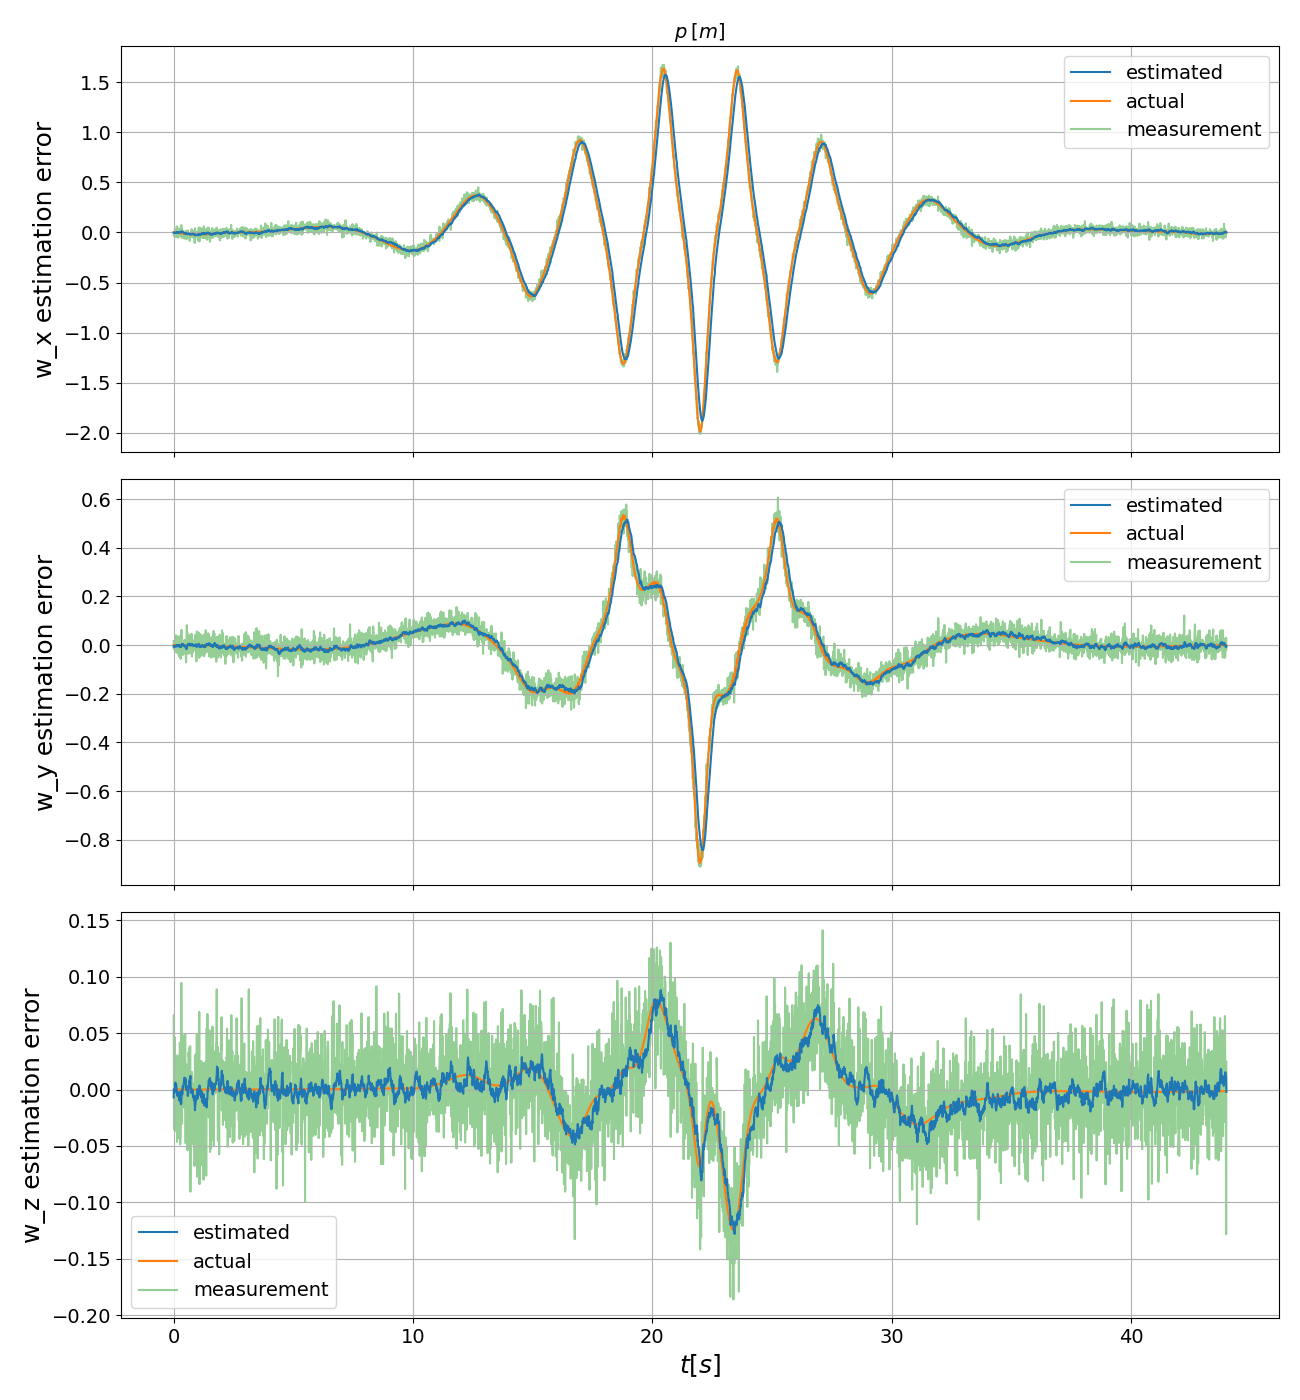 p [m]
w_x estimation error
1.5
1.0
0.5
0.0
−0.5
−1.0
−1.5
−2.0
estimated
actual
measurement
w_y estimation error
0.6
0.4
0.2
0.0
−0.2
−0.4
−0.6
−0.8
estimated
actual
measurement
w_z estimation error
0.15
0.10
0.05
0.00
−0.05
−0.10
−0.15
−0.20
estimated
actual
measurement
0 10 20 30 40
t[s]